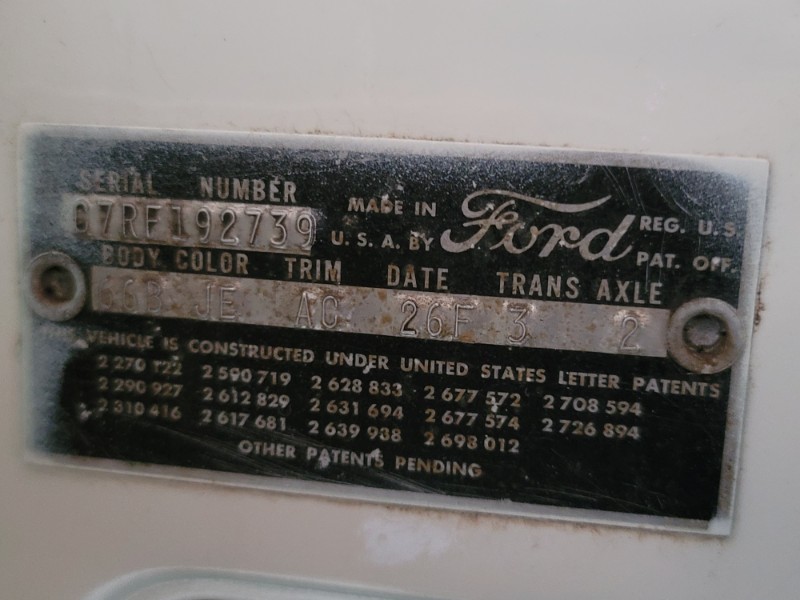 SERIAL NUMBER
07RF192739
MADE IN
U. S. A. BY
Ford
REG. U.S.
PAT. OFF.
BODY COLOR TRIM DATE TRANS AXLE
66B JE AO 26F 3 2
VEHICLE IS CONSTRUCTED UNDER UNITED STATES LETTER PATENTS
2 270 122 2 590 719 2 628 833 2 677 572 2 708 594
2 290 927 2 612 829 2 631 694 2 677 574 2 726 894
2 310 416 2 617 681 2 639 938 2 698 012
OTHER PATENTS PENDING